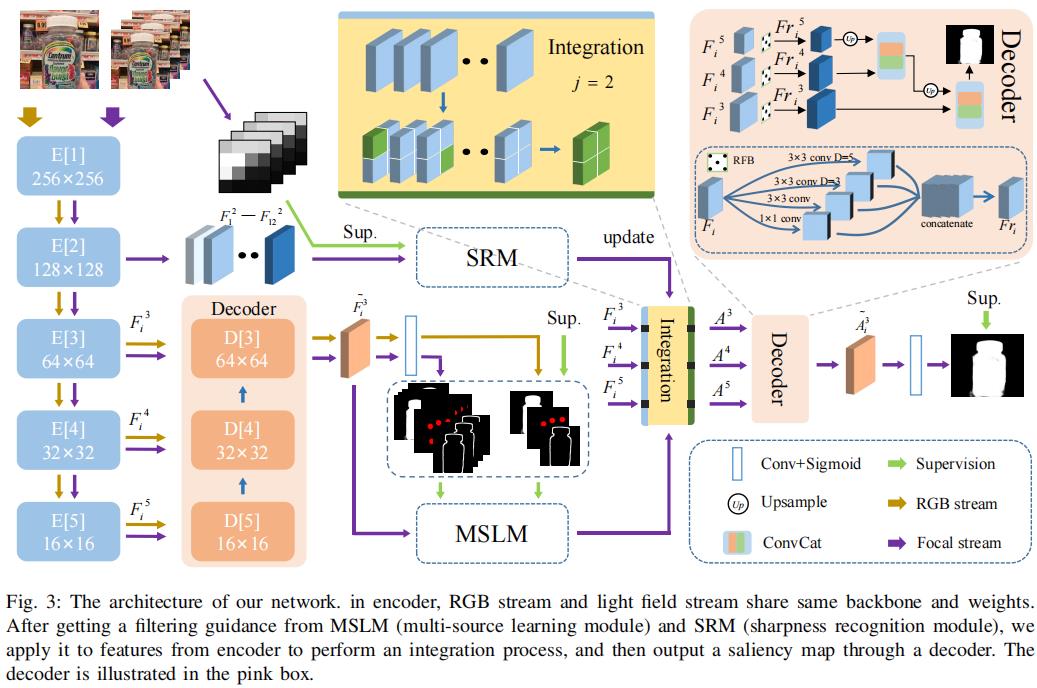 E[1]
256×256
E[2]
128×128
E[3]
64×64
E[4]
32×32
E[5]
16×16
F_1^2 — F_12^2
Sup.
SRM
update
Integration
j = 2
F_i^5
F_i^4
F_i^3
Fr_i^5
Fr_i^4
Fr_i^3
Up
Up
Decoder
RFB
3×3 conv D=5
3×3 conv D=3
3×3 conv
1×1 conv
F_i
concatenate
Fr_i
F_i^3
F_i^4
F_i^5
Decoder
D[3]
64×64
D[4]
32×32
D[5]
16×16
F̃_i^3
Sup.
MSLM
F_i^3
F_i^4
F_i^5
Integration
A^3
A^4
A^5
Decoder
Ã_i^3
Sup.
Conv+Sigmoid
Supervision
Up
Upsample
RGB stream
ConvCat
Focal stream
Fig. 3: The architecture of our network. in encoder, RGB stream and light field stream share same backbone and weights.
After getting a filtering guidance from MSLM (multi-source learning module) and SRM (sharpness recognition module), we
apply it to features from encoder to perform an integration process, and then output a saliency map through a decoder. The
decoder is illustrated in the pink box.